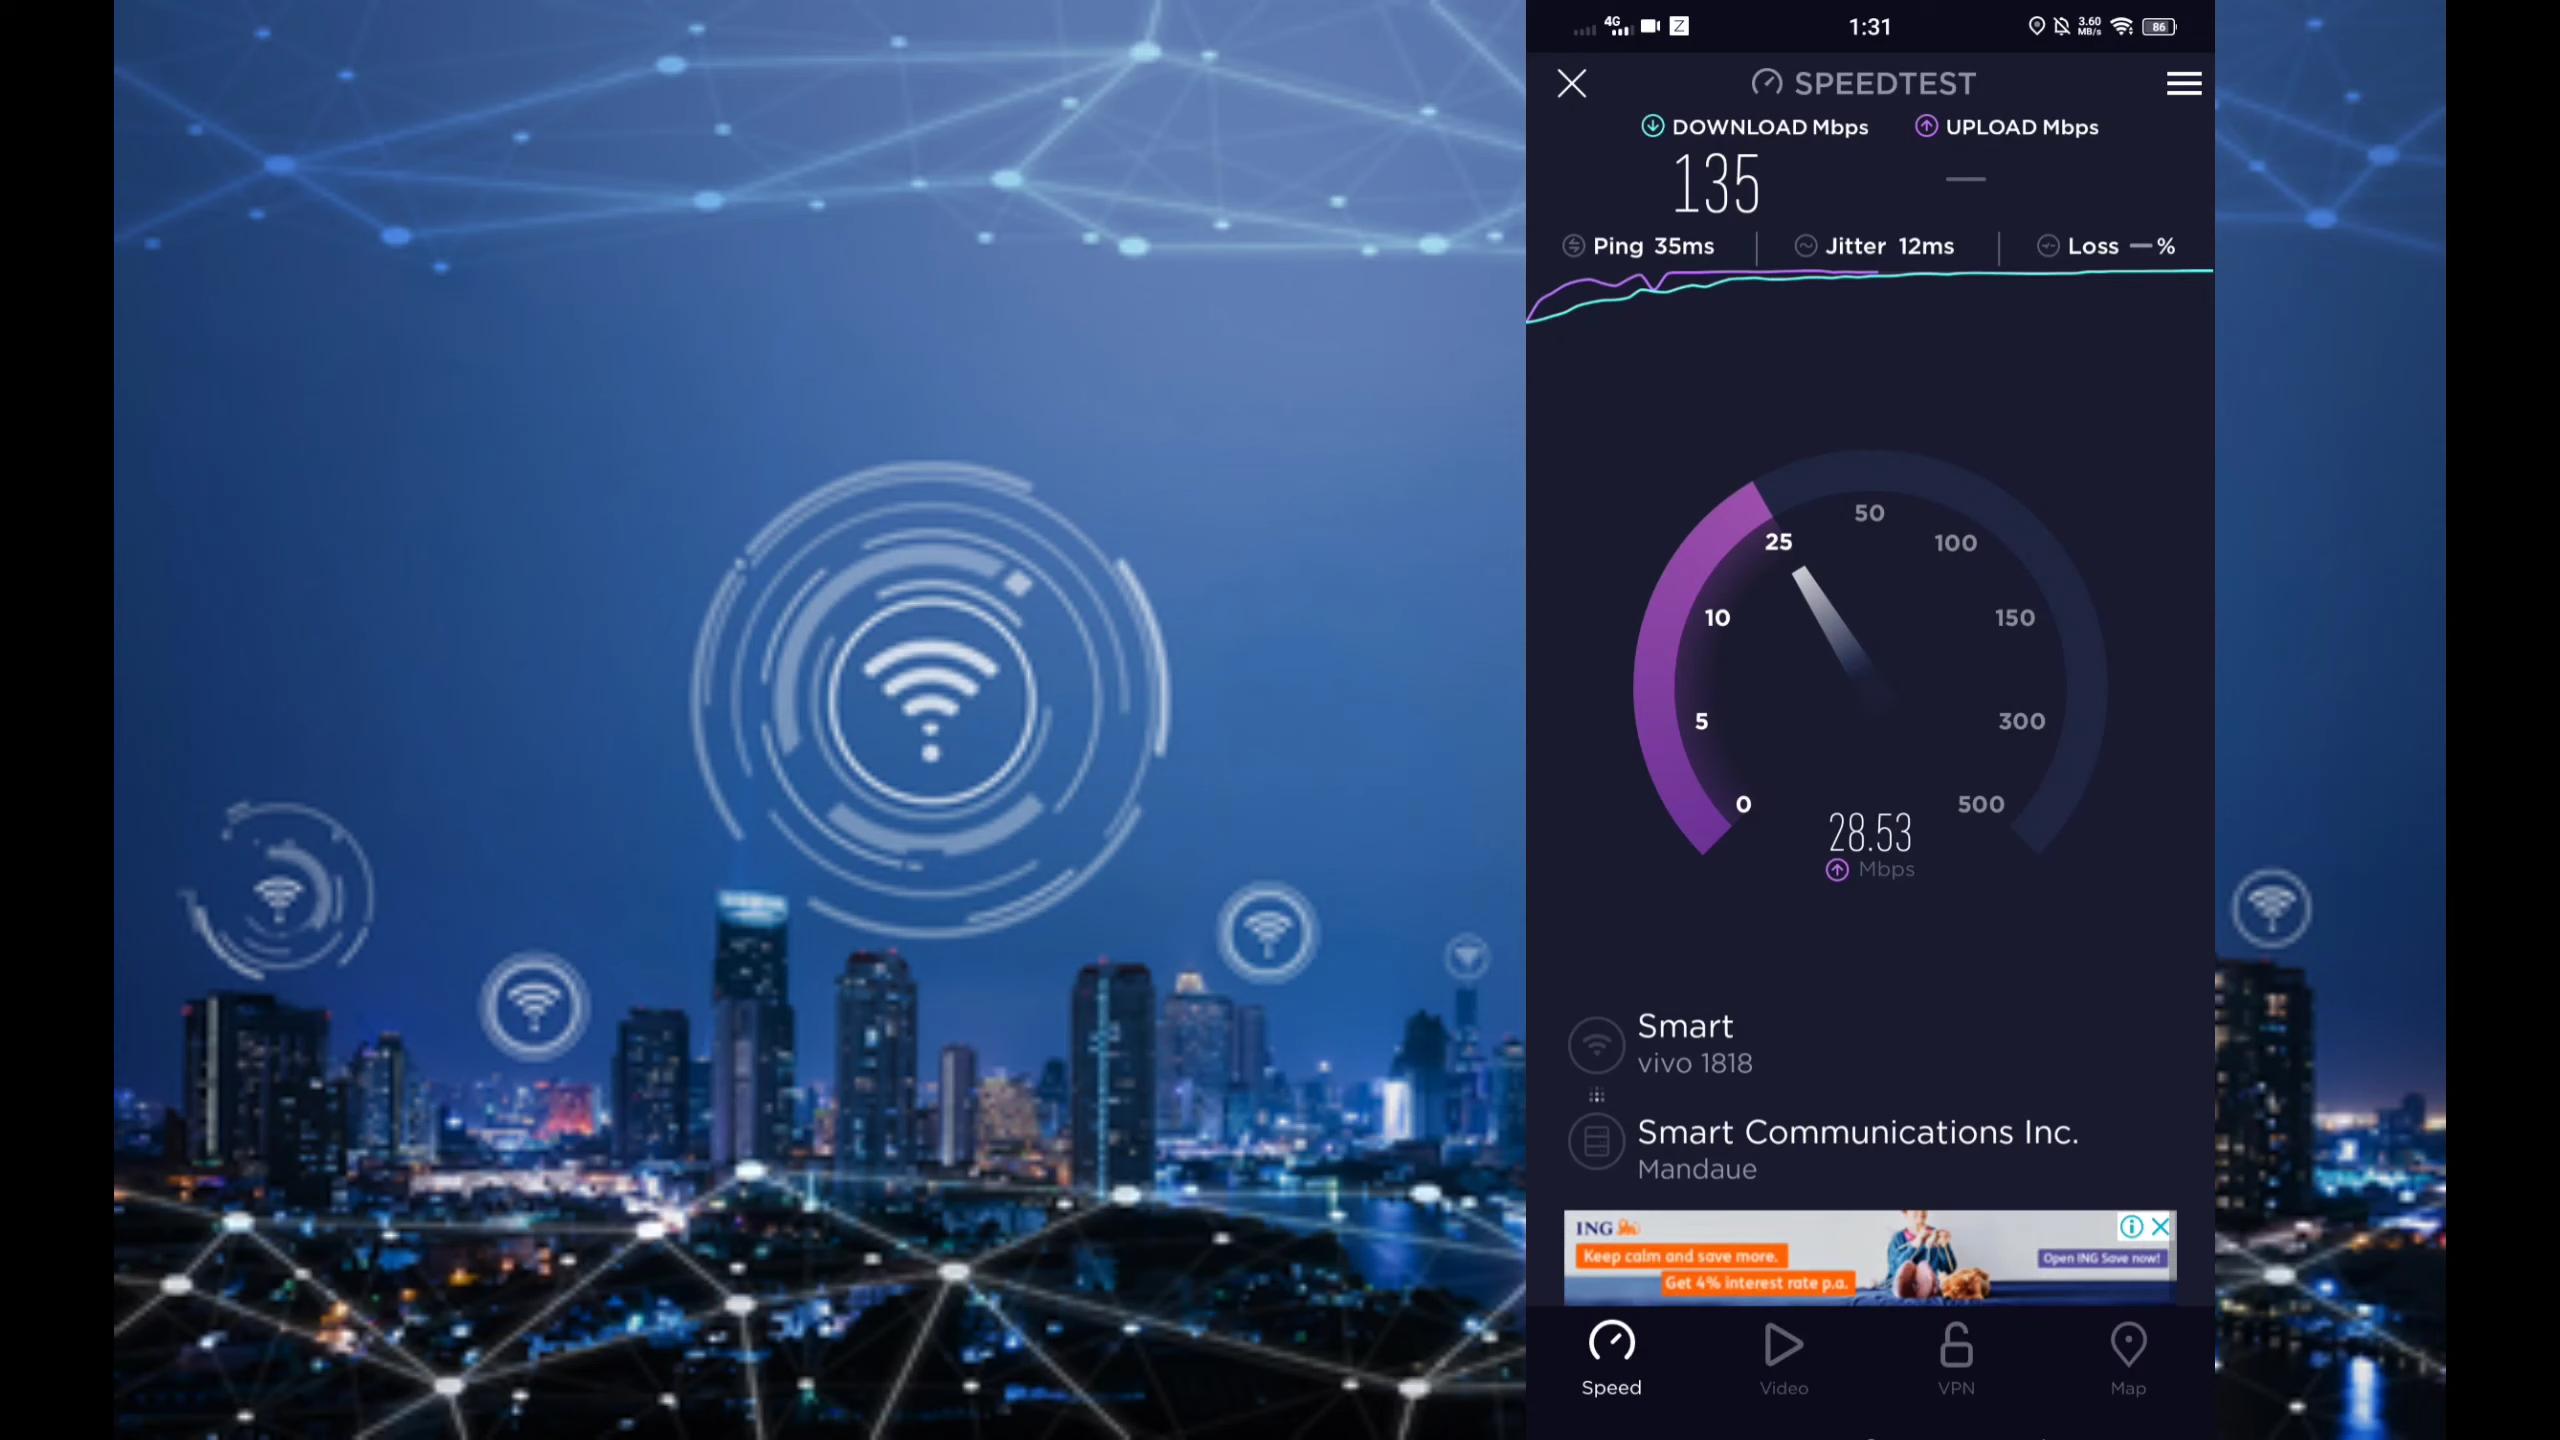 4G
Z
1:31
3.60
MB/s
86
SPEEDTEST
DOWNLOAD Mbps
UPLOAD Mbps
135
—
Ping 35ms
Jitter 12ms
Loss — %
50
25
100
10
150
5
300
0
500
28.53
Mbps
Smart
vivo 1818
Smart Communications Inc.
Mandaue
ING
Keep calm and save more.
Get 4% interest rate p.a.
Open ING Save now!
Speed
Video
VPN
Map